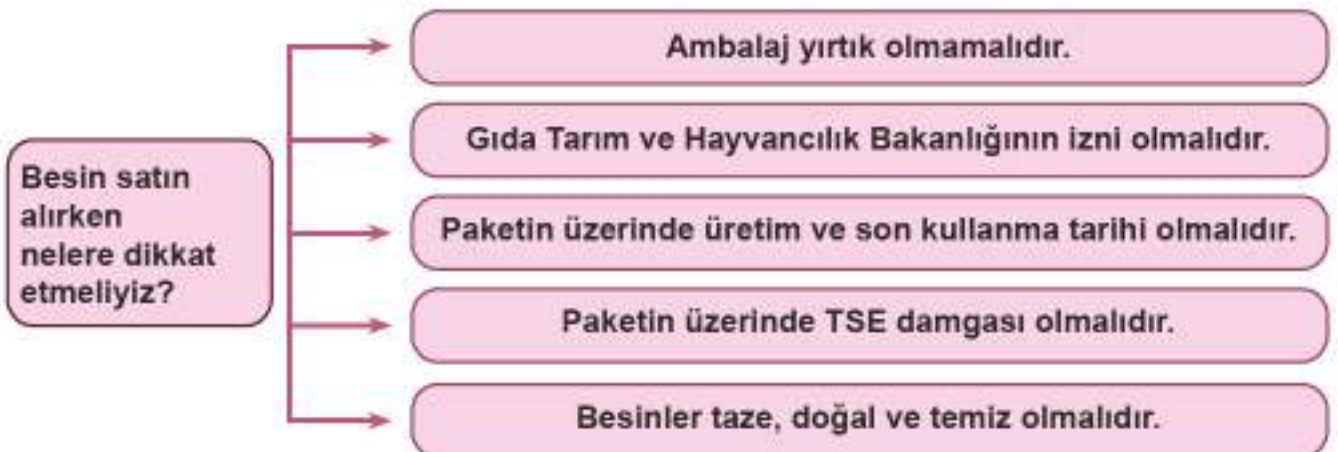 Besin satın
alırken
nelere dikkat
etmeliyiz?
Ambalaj yırtık olmamalıdır.
Gıda Tarım ve Hayvancılık Bakanlığının izni olmalıdır.
Paketin üzerinde üretim ve son kullanma tarihi olmalıdır.
Paketin üzerinde TSE damgası olmalıdır.
Besinler taze, doğal ve temiz olmalıdır.